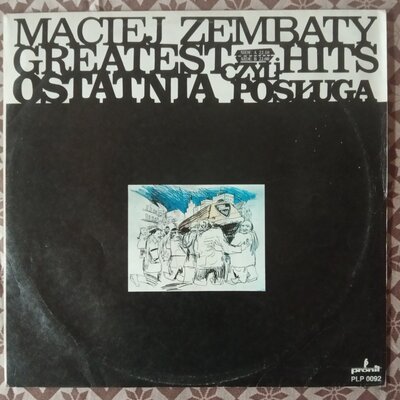 MACIEJ ZEMBATY
GREATEST HITS
CZYLI
OSTATNIA POSŁUGA
pronit
PLP 0092